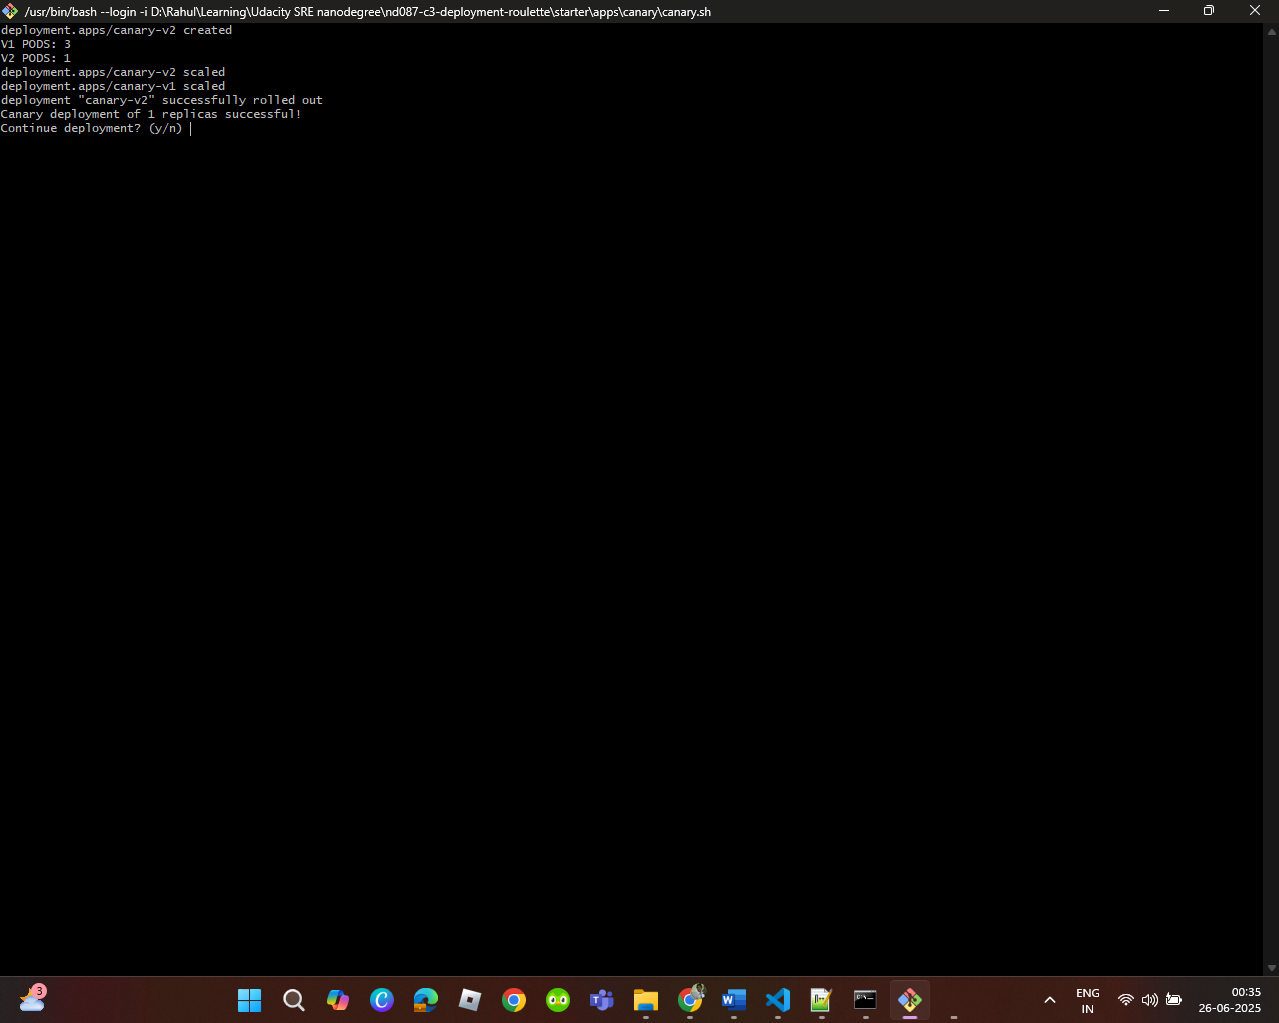 /usr/bin/bash --login -i D:\Rahul\Learning\Udacity SRE nanodegree\nd087-c3-deployment-roulette\starter\apps\canary\canary.sh
deployment.apps/canary-v2 created
V1 PODS: 3
V2 PODS: 1
deployment.apps/canary-v2 scaled
deployment.apps/canary-v1 scaled
deployment "canary-v2" successfully rolled out
Canary deployment of 1 replicas successful!
Continue deployment? (y/n)
3
ENG
IN
00:35
26-06-2025